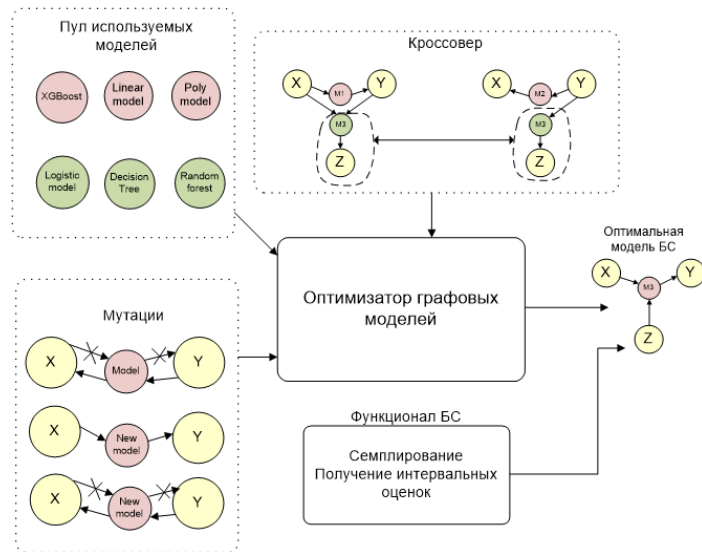 Пул используемых
моделей
XGBoost
Linear
model
Poly
model
Logistic
model
Decision
Tree
Random
forest
Кроссовер
X
M1
Y
M3
Z
X
M2
Y
M3
Z
Оптимизатор графовых
моделей
Оптимальная
модель БС
X
M3
Y
Z
Мутации
X
Model
Y
X
New
model
Y
X
New
model
Y
Функционал БС
Семплирование
Получение интервальных
оценок